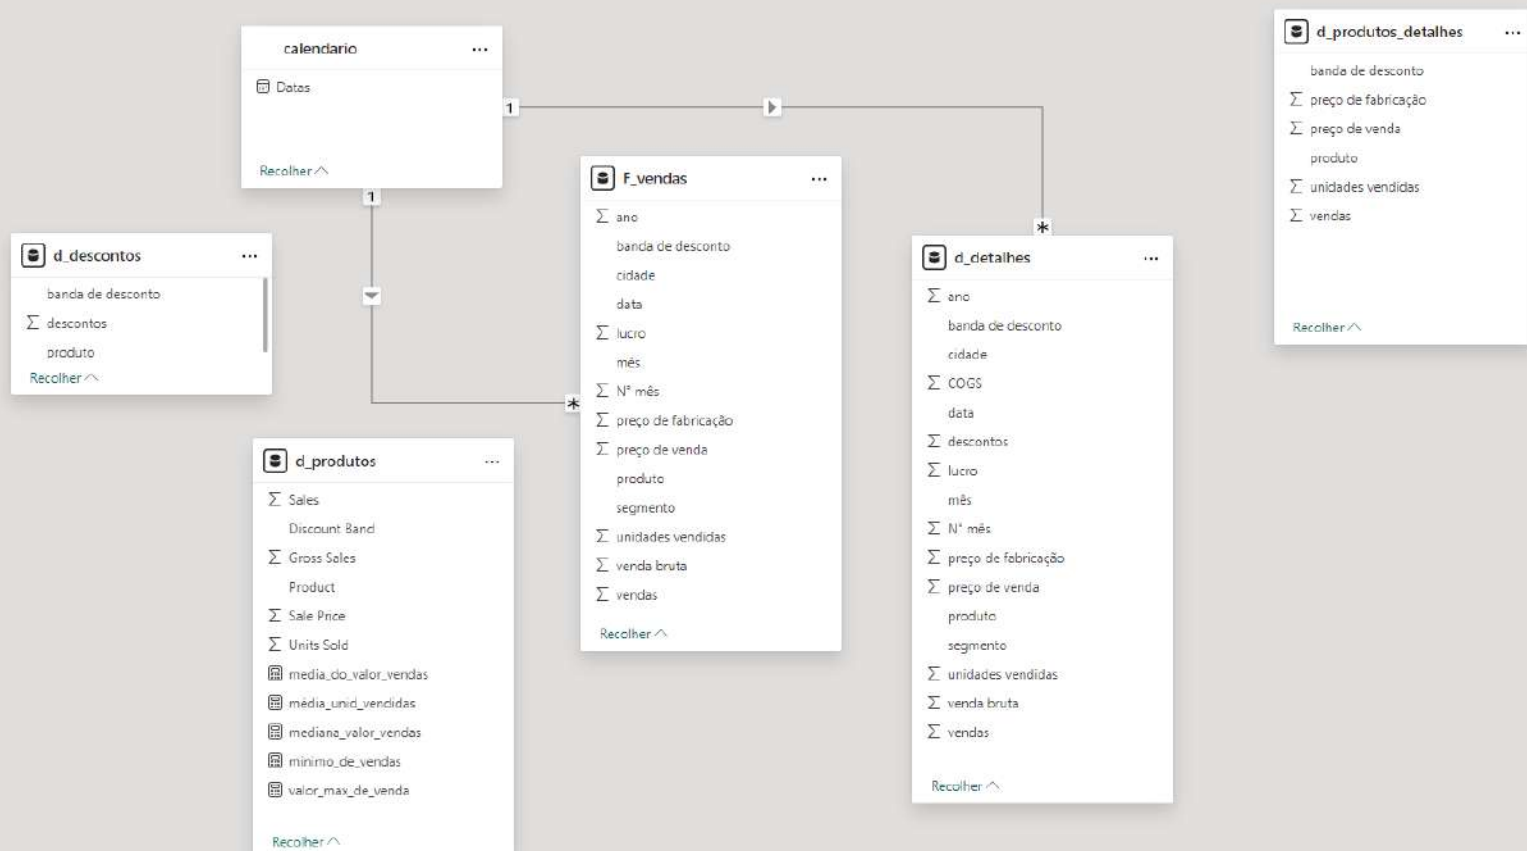 calendario
Datas
Recolher
1
1
*
*
d_descontos
banda de desconto
descontos
produto
Recolher
d_produtos
Sales
Discount Band
Gross Sales
Product
Sale Price
Units Sold
media_do_valor_vendas
média_unid_vendidas
mediana_valor_vendas
minimo_de_vendas
valor_max_de_venda
Recolher
F_vendas
ano
banda de desconto
cidade
data
lucro
mês
N° mês
preço de fabricação
preço de venda
produto
segmento
unidades vendidas
venda bruta
vendas
Recolher
d_detalhes
ano
banda de desconto
cidade
COGS
data
descontos
lucro
mês
N° mês
preço de fabricação
preço de venda
produto
segmento
unidades vendidas
venda bruta
vendas
Recolher
d_produtos_detalhes
banda de desconto
preço de fabricação
preço de venda
produto
unidades vendidas
vendas
Recolher